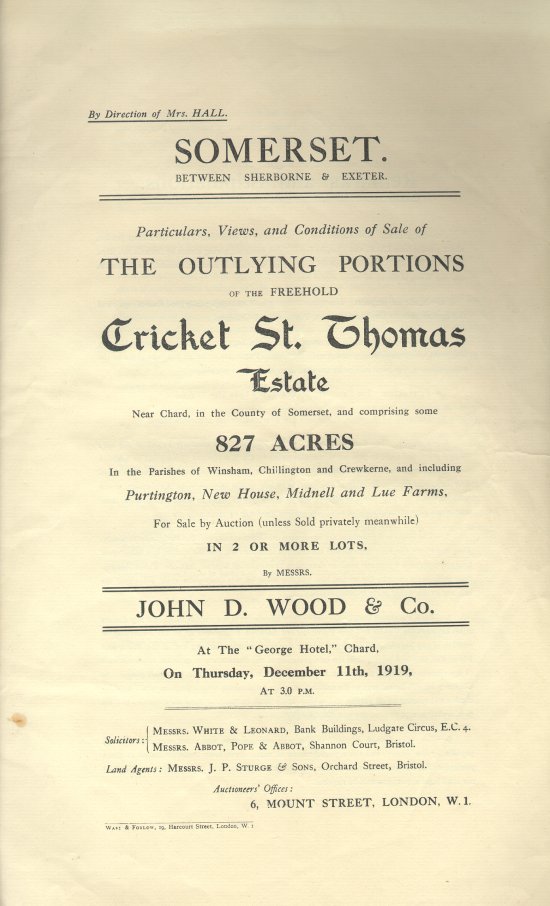 By Direction of Mrs. HALL.
SOMERSET.
BETWEEN SHERBORNE & EXETER.
Particulars, Views, and Conditions of Sale of
THE OUTLYING PORTIONS
OF THE FREEHOLD
Cricket St. Thomas
Estate
Near Chard, in the County of Somerset, and comprising some
827 ACRES
In the Parishes of Winsham, Chillington and Crewkerne, and including
Purtington, New House, Midnell and Lue Farms,
For Sale by Auction (unless Sold privately meanwhile)
IN 2 OR MORE LOTS,
By MESSRS.
JOHN D. WOOD & Co.
At The "George Hotel," Chard,
On Thursday, December 11th, 1919,
AT 3.0 P.M.
Solicitors: MESSRS. WHITE & LEONARD, Bank Buildings, Ludgate Circus, E.C. 4.
MESSRS. ABBOT, POPE & ABBOT, Shannon Court, Bristol.
Land Agents: MESSRS. J. P. STURGE & SONS, Orchard Street, Bristol.
Auctioneers' Offices:
6, MOUNT STREET, LONDON, W. 1.
& FOULOW, 19, Harcourt Street, London, W. 1